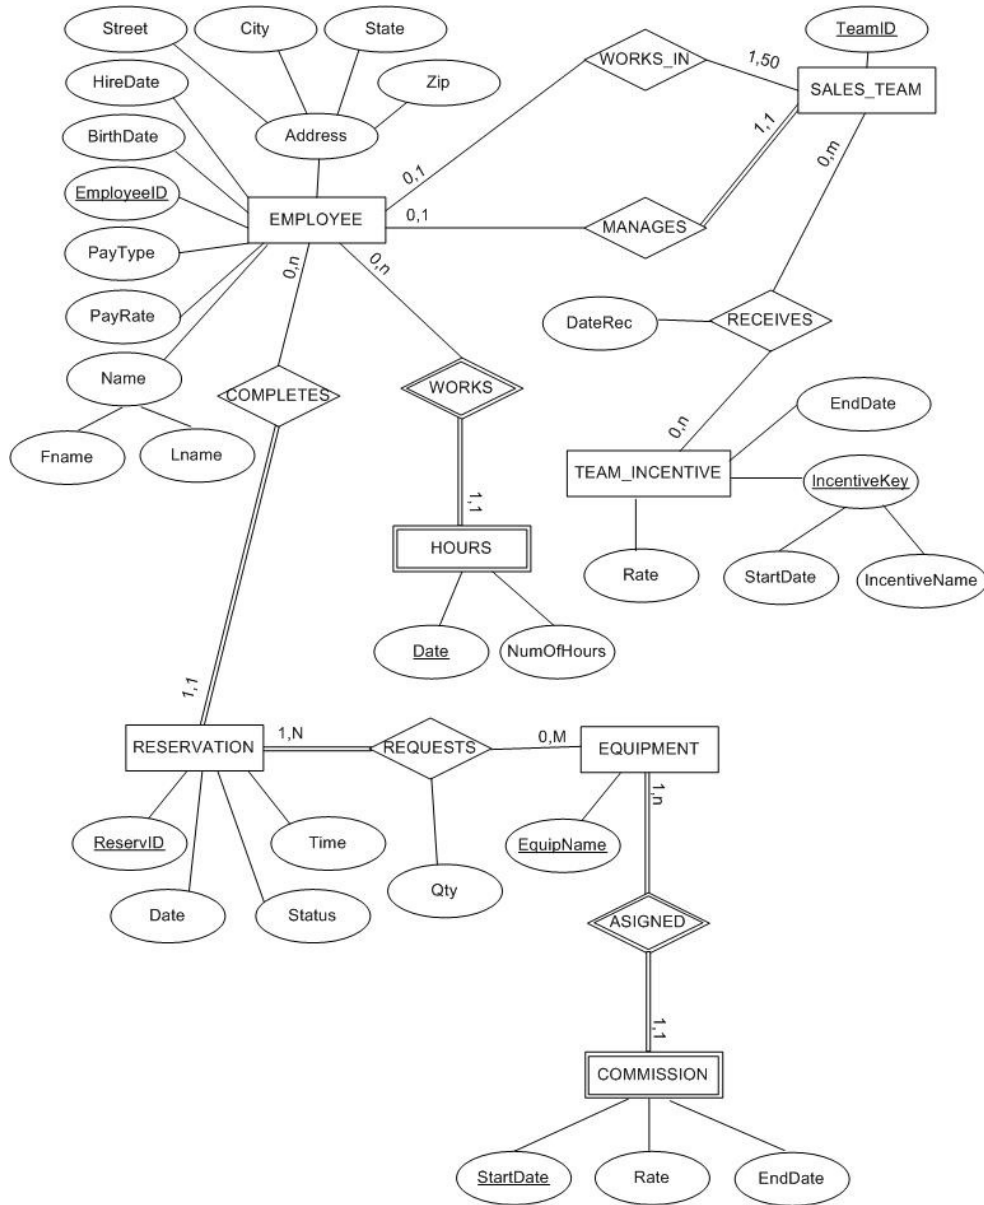 Street
City
State
TeamID
HireDate
WORKS_IN
1,50
Zip
SALES_TEAM
BirthDate
Address
1,1
0,m
EmployeeID
0,1
EMPLOYEE
0,1
MANAGES
PayType
0,n
0,n
PayRate
DateRec
RECEIVES
Name
COMPLETES
WORKS
EndDate
Fname
Lname
0,n
TEAM_INCENTIVE
IncentiveKey
1,1
HOURS
Rate
StartDate
IncentiveName
Date
NumOfHours
1,1
RESERVATION
1,N
REQUESTS
0,M
EQUIPMENT
1,n
ReservID
Time
EquipName
Qty
Date
Status
ASIGNED
1,1
COMMISSION
StartDate
Rate
EndDate